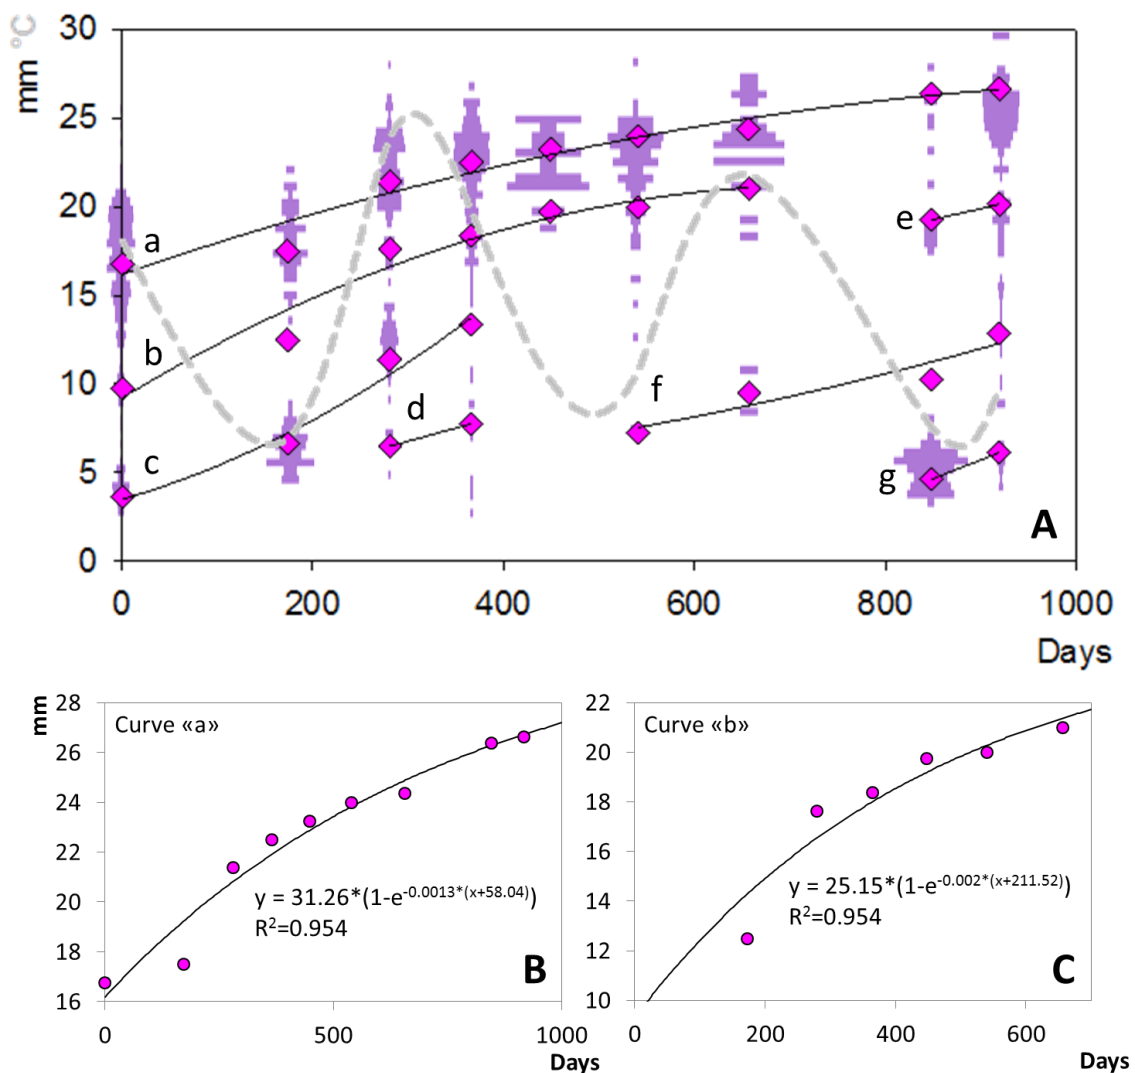 mm °C
30
25
20
15
10
5
0
a
b
c
d
e
f
g
A
0 200 400 600 800 1000
Days
mm
28
26
24
22
20
18
16
Curve «a»
y = 31.26*(1-e-0.0013*(x+58.04))
R2=0.954
B
0 500 1000
Days
22
20
18
16
14
12
10
Curve «b»
y = 25.15*(1-e-0.002*(x+211.52))
R2=0.954
C
0 200 400 600
Days